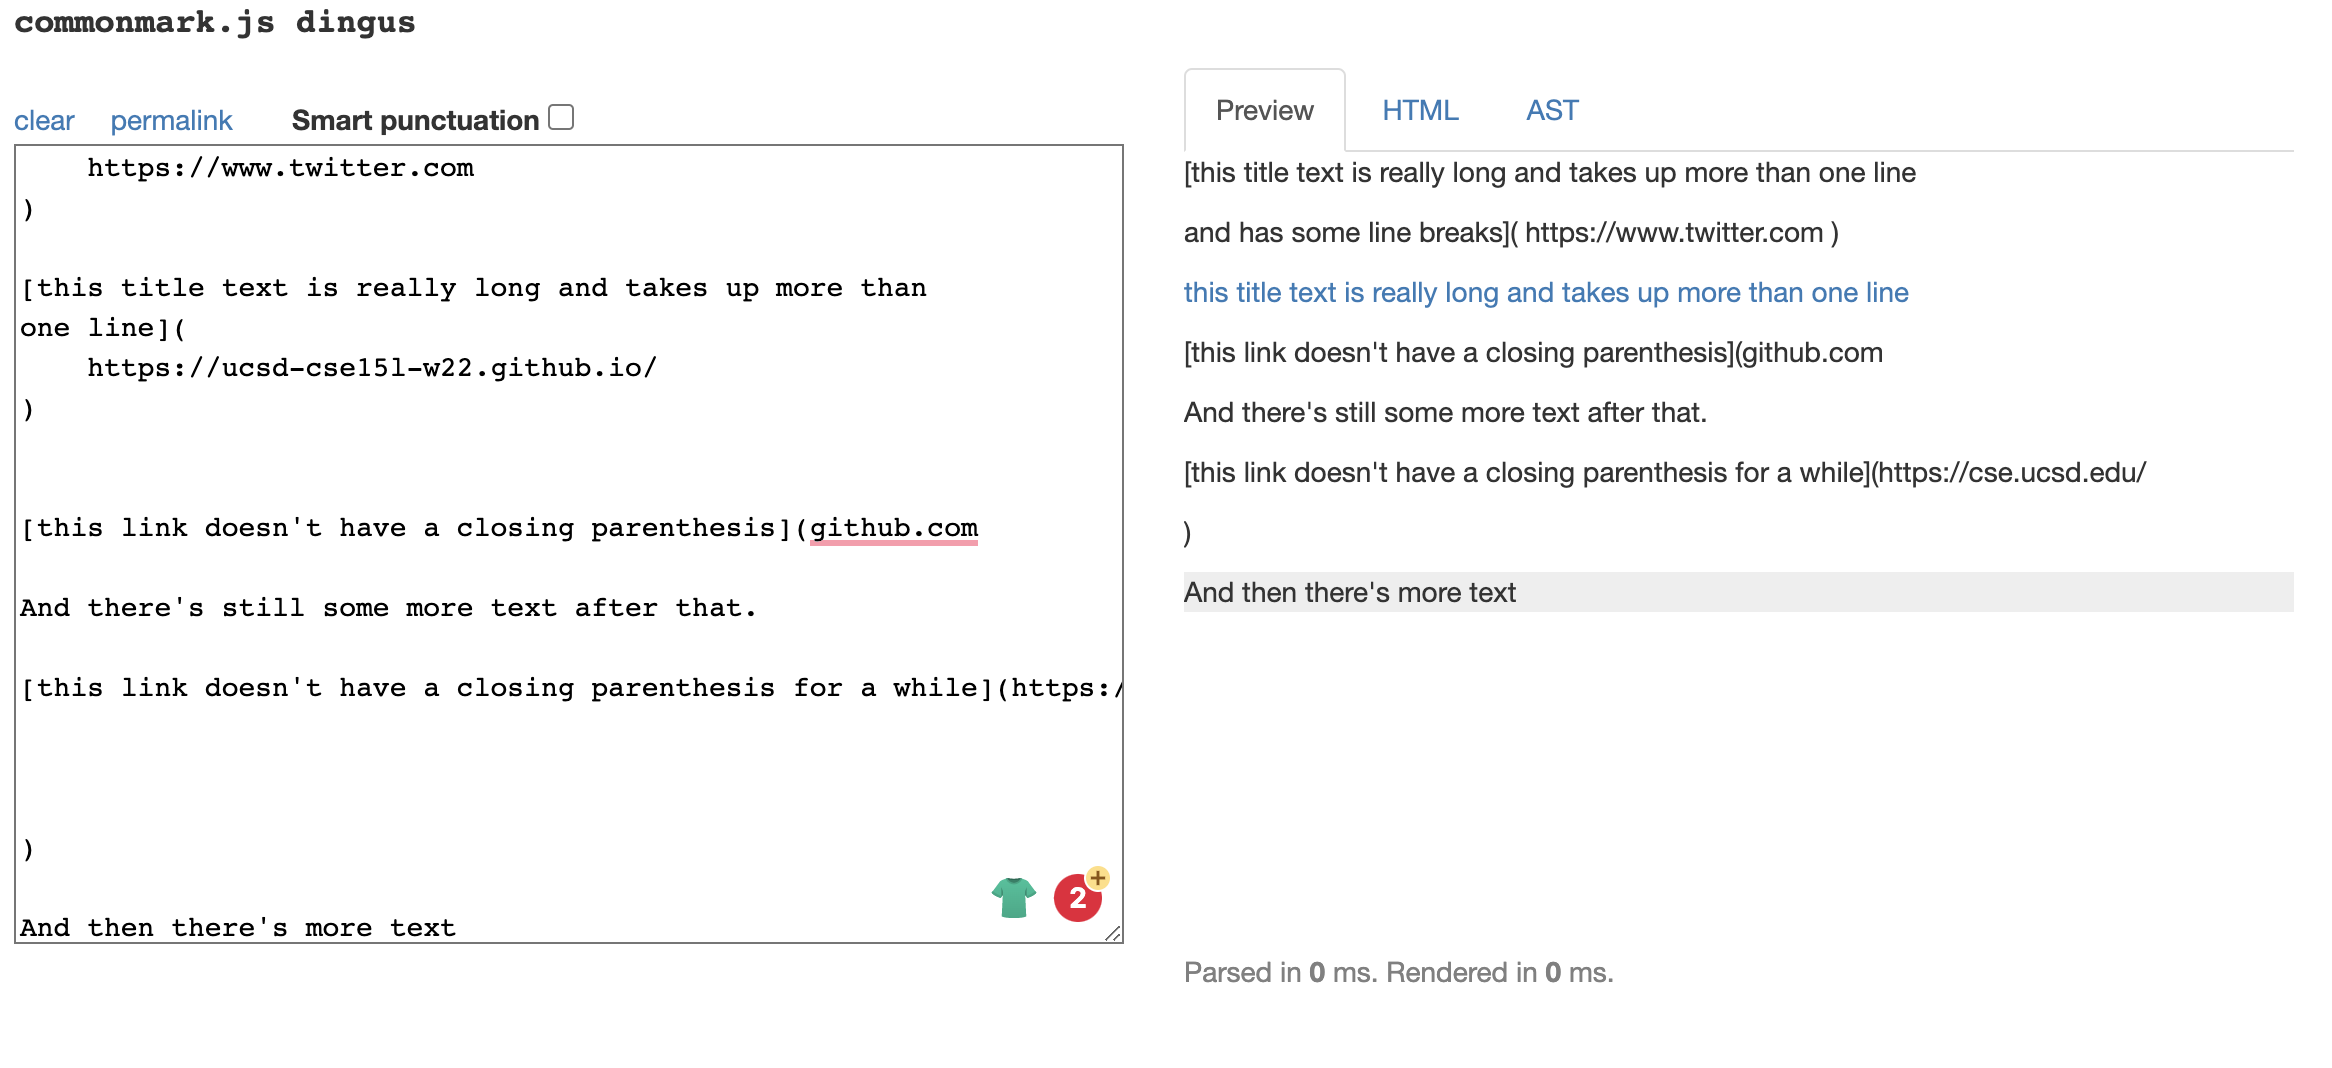 commonmark.js dingus
clear permalink Smart punctuation
https://www.twitter.com
)
[this title text is really long and takes up more than
one line](
https://ucsd-cse15l-w22.github.io/
)
[this link doesn't have a closing parenthesis](github.com
And there's still some more text after that.
[this link doesn't have a closing parenthesis for a while](https:/
)
2
+
And then there's more text
Preview HTML AST
[this title text is really long and takes up more than one line
and has some line breaks]( https://www.twitter.com )
this title text is really long and takes up more than one line
[this link doesn't have a closing parenthesis](github.com
And there's still some more text after that.
[this link doesn't have a closing parenthesis for a while](https://cse.ucsd.edu/
)
And then there's more text
Parsed in 0 ms. Rendered in 0 ms.